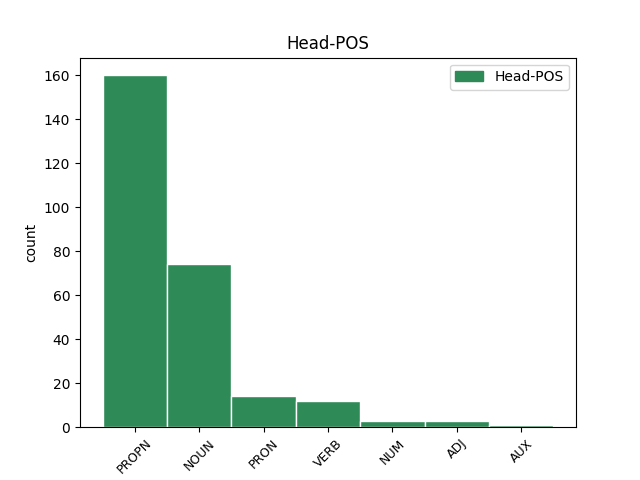 Head-POS
Head-POS
count
160
140
120
100
80
60
40
20
0
PROPN
NOUN
PRON
VERB
NUM
ADJ
AUX